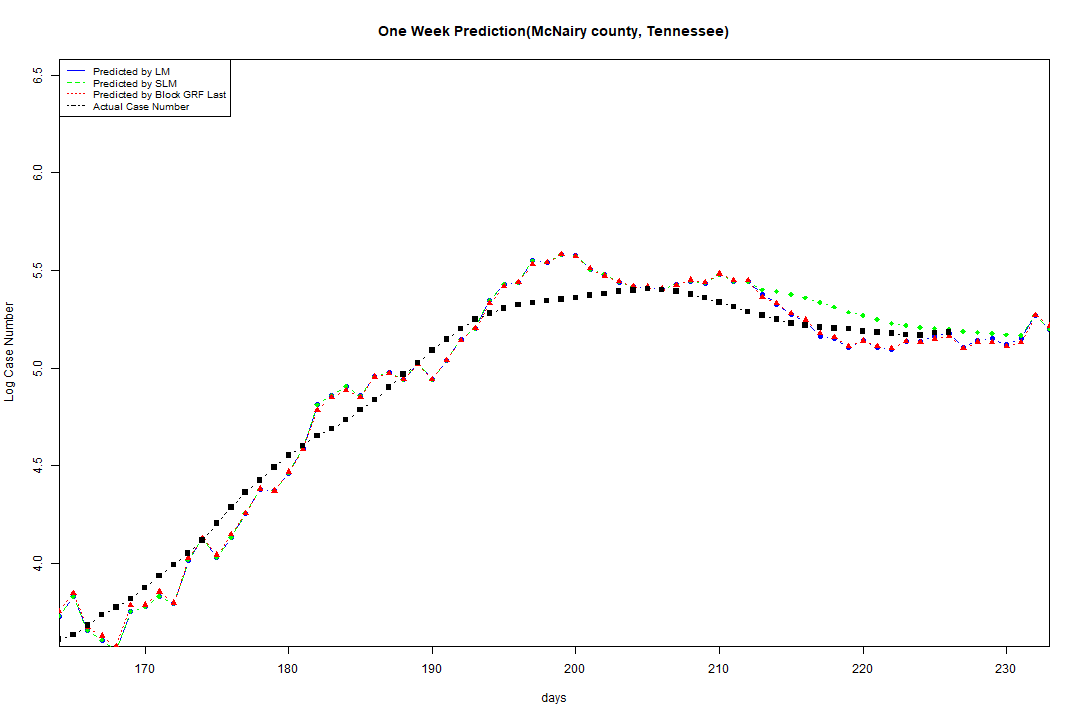 One Week Prediction(McNairy county, Tennessee)
Predicted by LM
Predicted by SLM
Predicted by Block GRF Last
Actual Case Number
Log Case Number
6.5
6.0
5.5
5.0
4.5
4.0
170 180 190 200 210 220 230
days